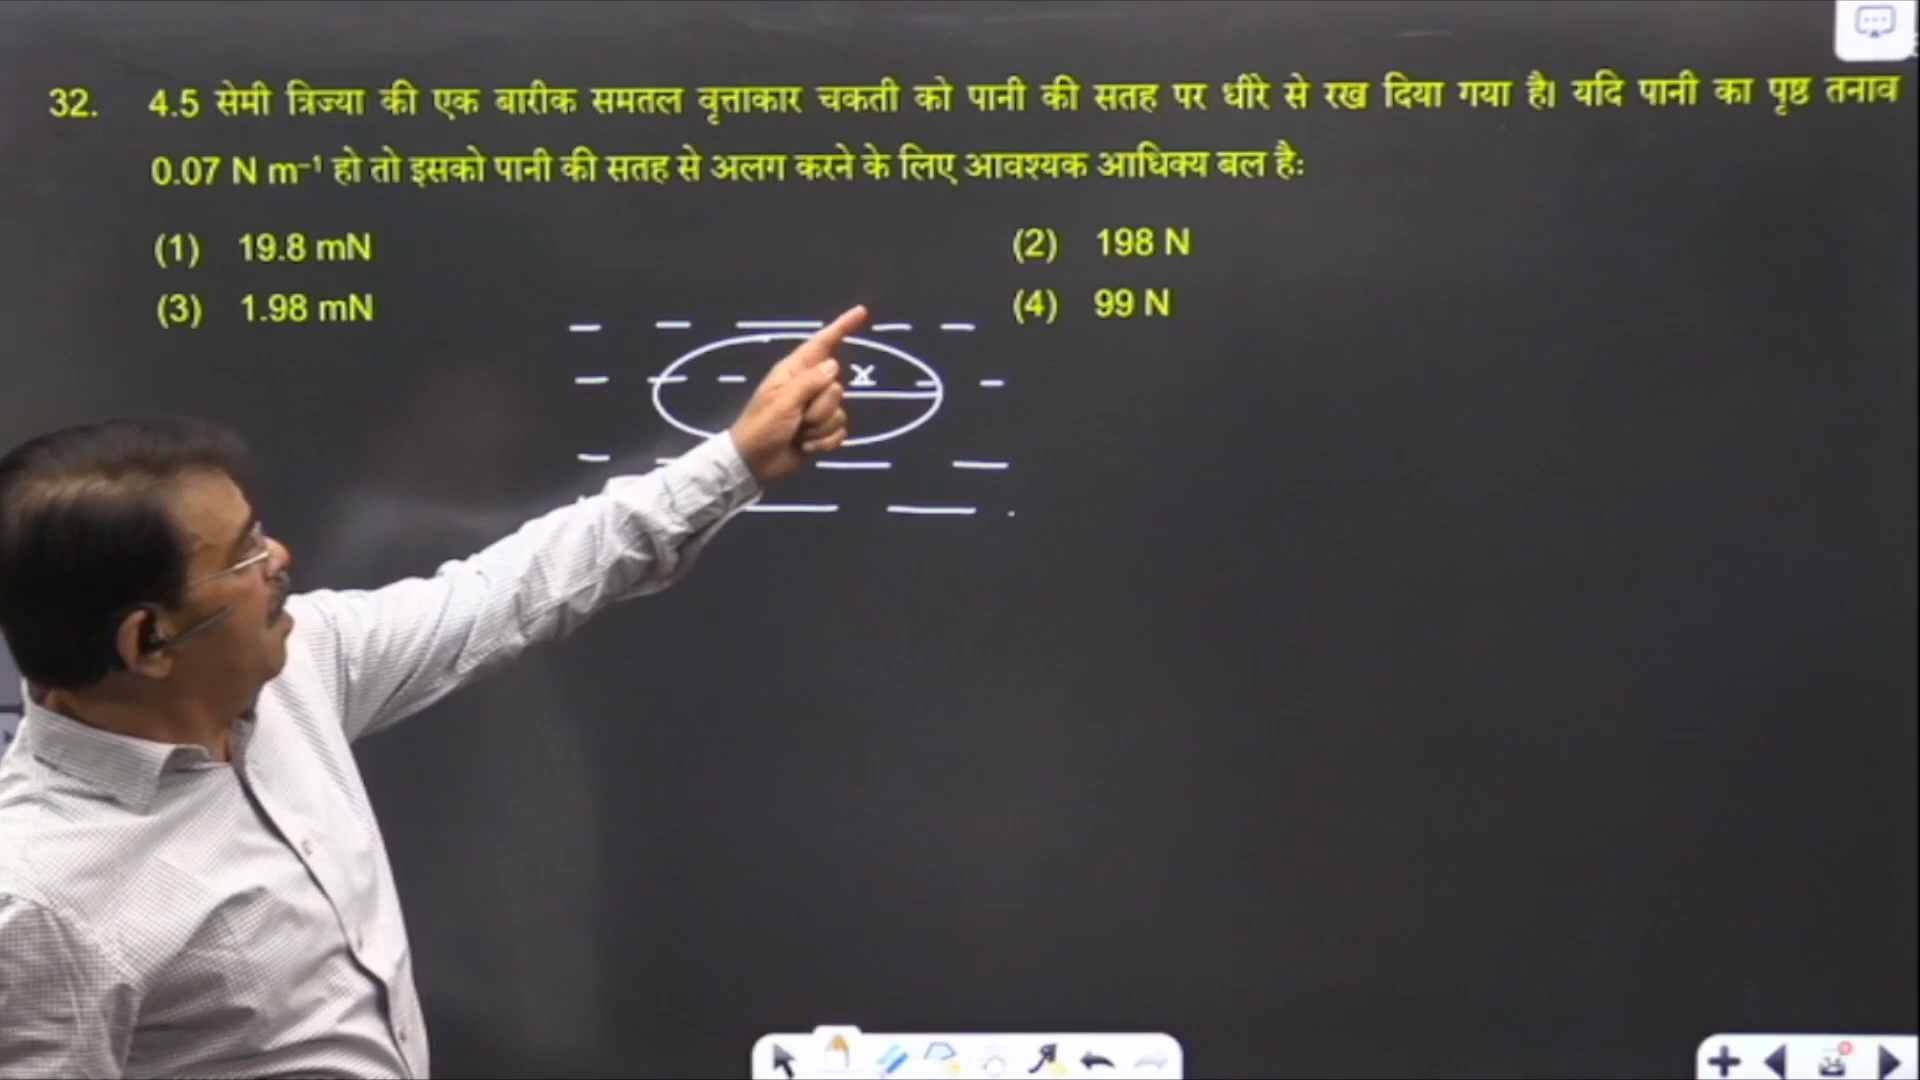 32. 4.5 सेमी त्रिज्या की एक बारीक समतल वृत्ताकार चकती को पानी की सतह पर धीरे से रख दिया गया है। यदि पानी का पृष्ठ तनाव
0.07 N m⁻¹ हो तो इसको पानी की सतह से अलग करने के लिए आवश्यक आधिक्य बल है:
(1) 19.8 mN (2) 198 N
(3) 1.98 mN (4) 99 N